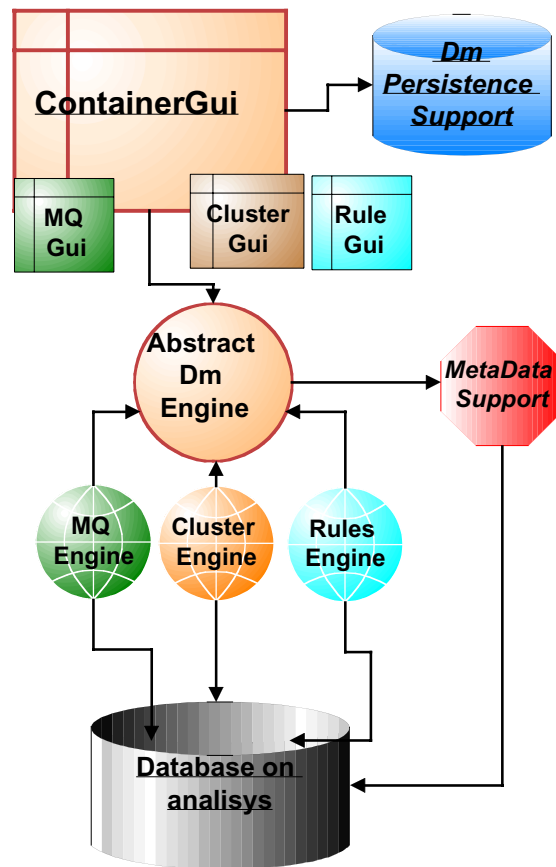 ContainerGui
Dm
Persistence
Support
MQ
Gui
Cluster
Gui
Rule
Gui
Abstract
Dm
Engine
MetaData
Support
MQ
Engine
Cluster
Engine
Rules
Engine
Database on
analisys